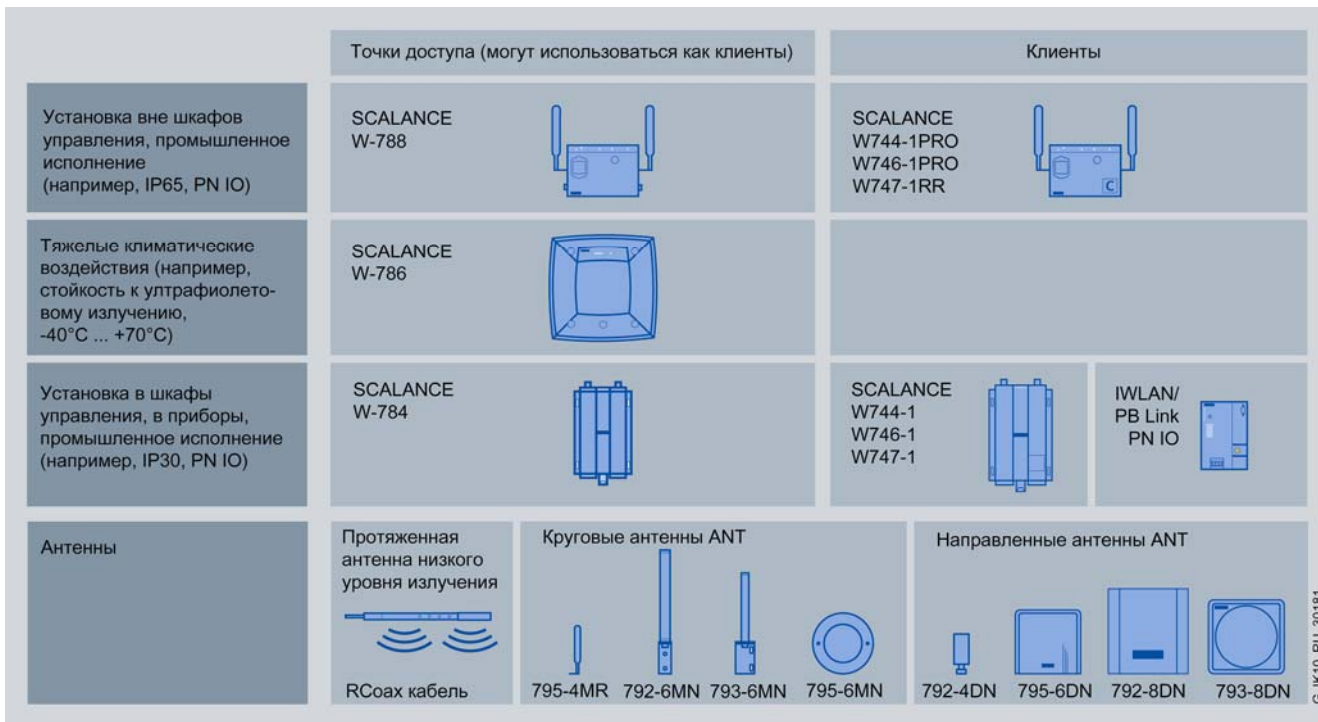 Точки доступа (могут использоваться как клиенты)
Клиенты
Установка вне шкафов
управления, промышленное
исполнение
(например, IP65, PN IO)
SCALANCE
W-788
SCALANCE
W744-1PRO
W746-1PRO
W747-1RR
C
Тяжелые климатические
воздействия (например,
стойкость к ултрафиолето-
вому излучению,
-40°C ... +70°C)
SCALANCE
W-786
Установка в шкафы
управления, в приборы,
промышленное исполнение
(например, IP30, PN IO)
SCALANCE
W-784
SCALANCE
W744-1
W746-1
W747-1
IWLAN/
PB Link
PN IO
Антенны
Протяженная
антенна низкого
уровня излучения
RCoax кабель
Круговые антенны ANT
795-4MR 792-6MN 793-6MN 795-6MN
Направленные антенны ANT
792-4DN 795-6DN 792-8DN 793-8DN
G_IK10_RU_30181